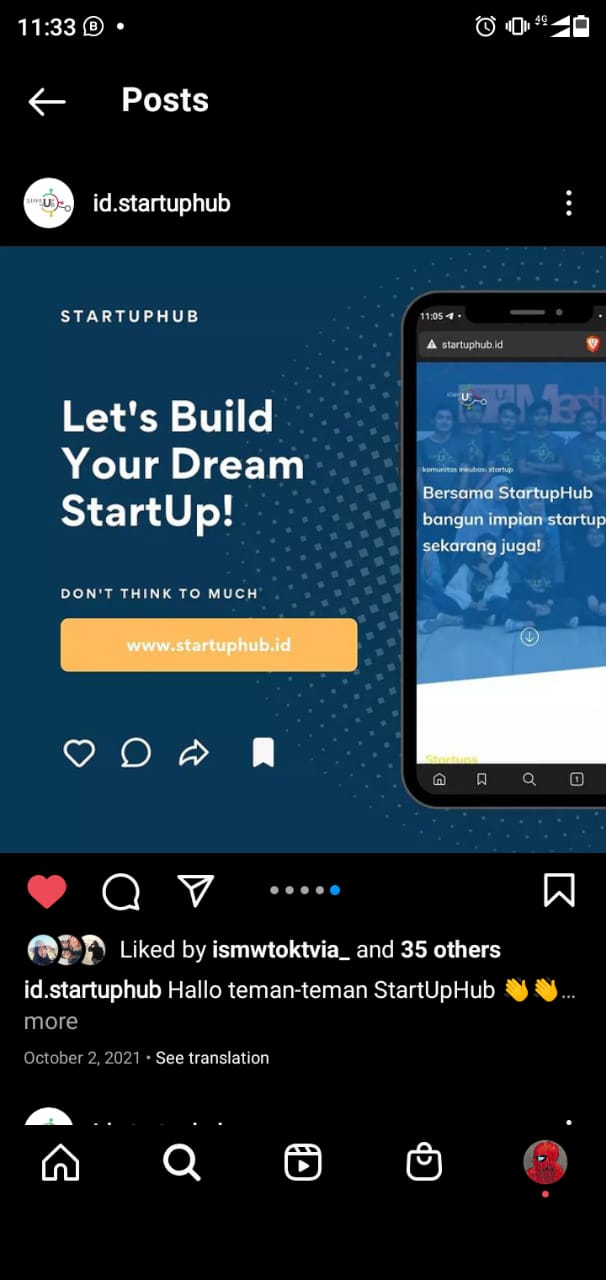 11:33
4G
Posts
id.startuphub
STARTUPHUB
Let's Build
Your Dream
StartUp!
DON'T THINK TO MUCH
www.startuphub.id
11:05
startuphub.id
komunitas inkubasi startup
Bersama StartupHub
bangun impian startup
sekarang juga!
Startups
1
Liked by ismwtoktvia_ and 35 others
id.startuphub Hallo teman-teman StartUpHub 👋👋...
more
October 2, 2021 • See translation